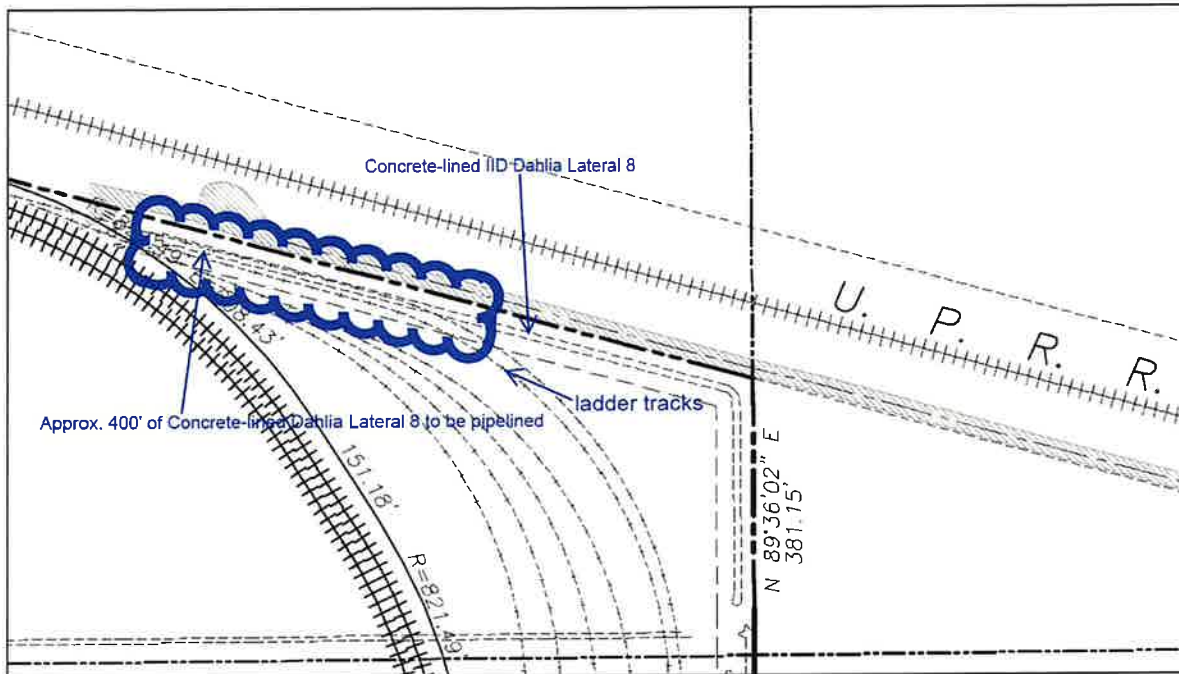 Concrete-lined IID Dahlia Lateral 8
U. P. R. R.
ladder tracks
Approx. 400' of Concrete-lined Dahlia Lateral 8 to be pipelined
151.18'
R=821.49'
N 89°36'02" E
381.15'